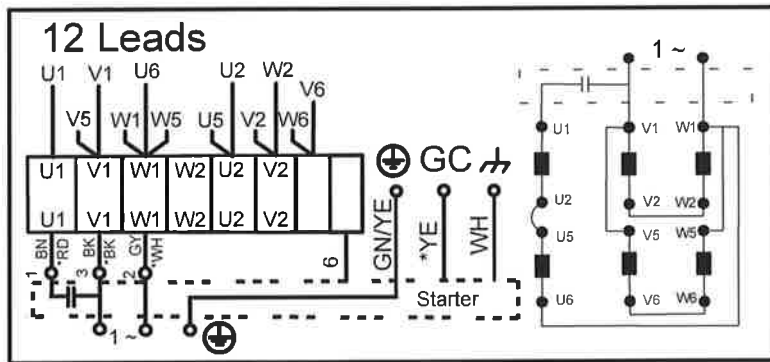 12 Leads
U1 V1 U6 U2 W2 V6
V5 W1 W5 U5 V2 W6
U1 V1 W1 W2 U2 V2
U1 V1 W1 W2 U2 V2
BN *RD BK *BK GY *WH 6
1 3 2
GN/YE *YE WH
GC
Starter
1 ~
1 ~
U1 V1 W1
U2 V2 W2
U5 V5 W5
U6 V6 W6